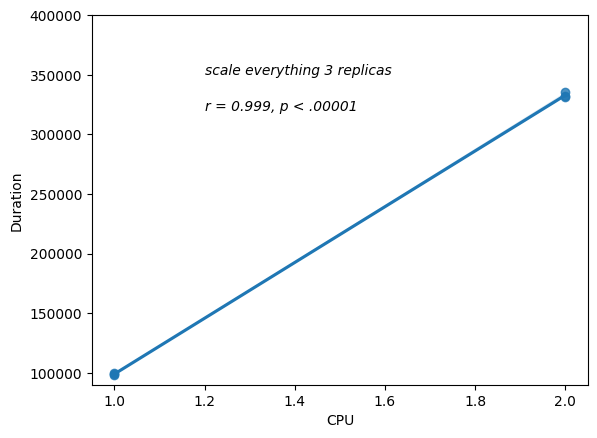 400000
350000
300000
250000
200000
150000
100000
scale everything 3 replicas
r = 0.999, p < .00001
Duration
1.0 1.2 1.4 1.6 1.8 2.0
CPU